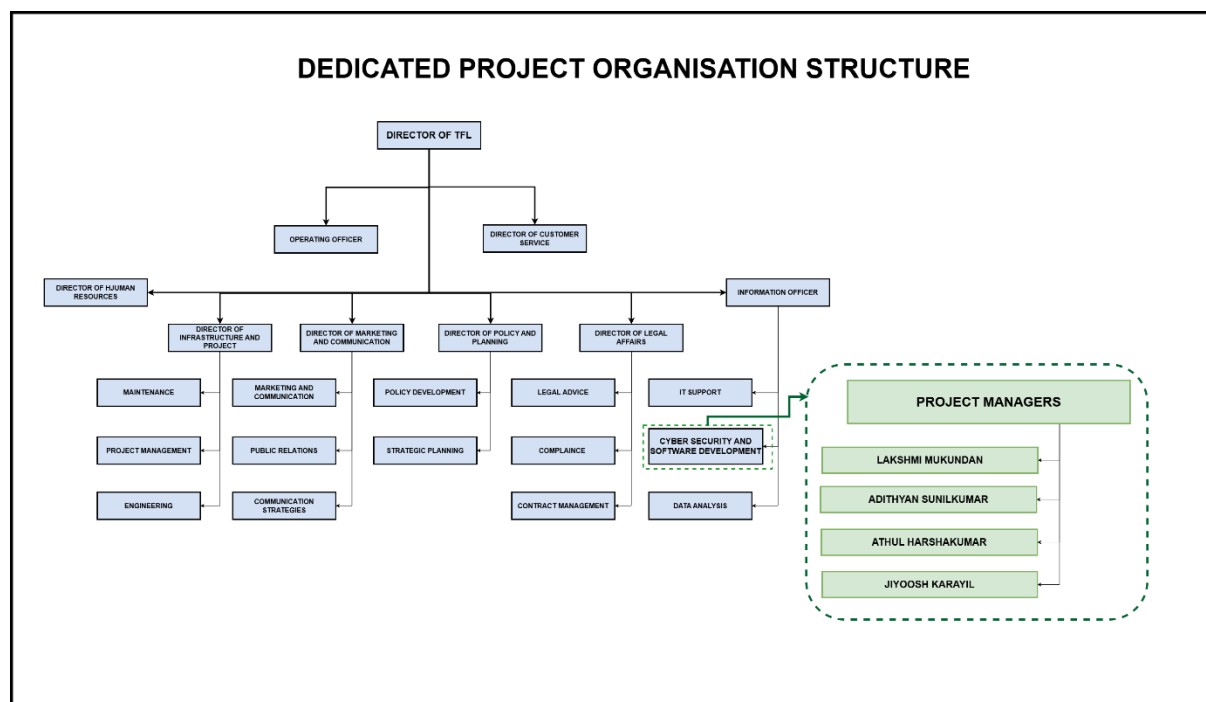 DEDICATED PROJECT ORGANISATION STRUCTURE
DIRECTOR OF TFL
OPERATING OFFICER
DIRECTOR OF CUSTOMER
SERVICE
DIRECTOR OF HJUMAN
RESOURCES
INFORMATION OFFICER
DIRECTOR OF
INFRASTRUCTURE AND
PROJECT
DIRECTOR OF MARKETING
AND COMMUNICATION
DIRECTOR OF POLICY AND
PLANNING
DIRECTOR OF LEGAL
AFFAIRS
MAINTENANCE
MARKETING AND
COMMUNICATION
POLICY DEVELOPMENT
LEGAL ADVICE
IT SUPPORT
PROJECT MANAGEMENT
PUBLIC RELATIONS
STRATEGIC PLANNING
COMPLAINCE
CYBER SECURITY AND
SOFTWARE DEVELOPMENT
ENGINEERING
COMMUNICATION
STRATEGIES
CONTRACT MANAGEMENT
DATA ANALYSIS
PROJECT MANAGERS
LAKSHMI MUKUNDAN
ADITHYAN SUNILKUMAR
ATHUL HARSHAKUMAR
JIYOOSH KARAYIL